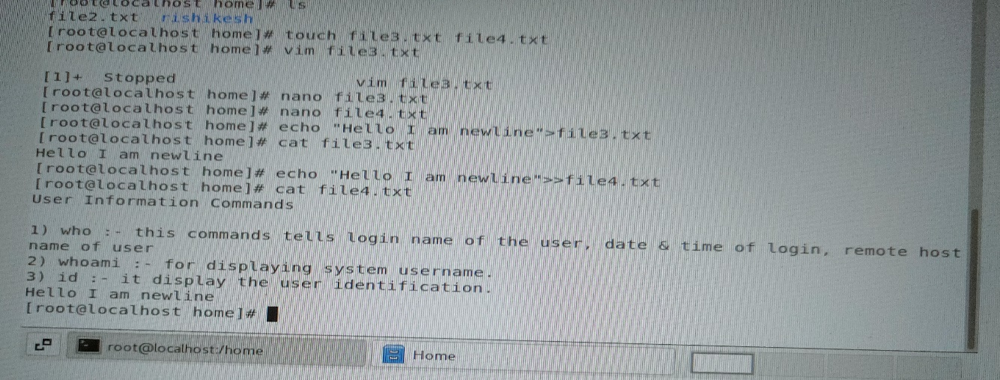 [root@localhost home]# ls
file2.txt  rishikesh
[root@localhost home]# touch file3.txt file4.txt
[root@localhost home]# vim file3.txt
[1]+  Stopped                 vim file3.txt
[root@localhost home]# nano file3.txt
[root@localhost home]# nano file4.txt
[root@localhost home]# echo "Hello I am newline">file3.txt
[root@localhost home]# cat file3.txt
Hello I am newline
[root@localhost home]# echo "Hello I am newline">>file4.txt
[root@localhost home]# cat file4.txt
User Information Commands
1) who :- this commands tells login name of the user, date & time of login, remote host
name of user
2) whoami :- for displaying system username.
3) id :- it display the user identification.
Hello I am newline
[root@localhost home]#
root@localhost:/home
Home